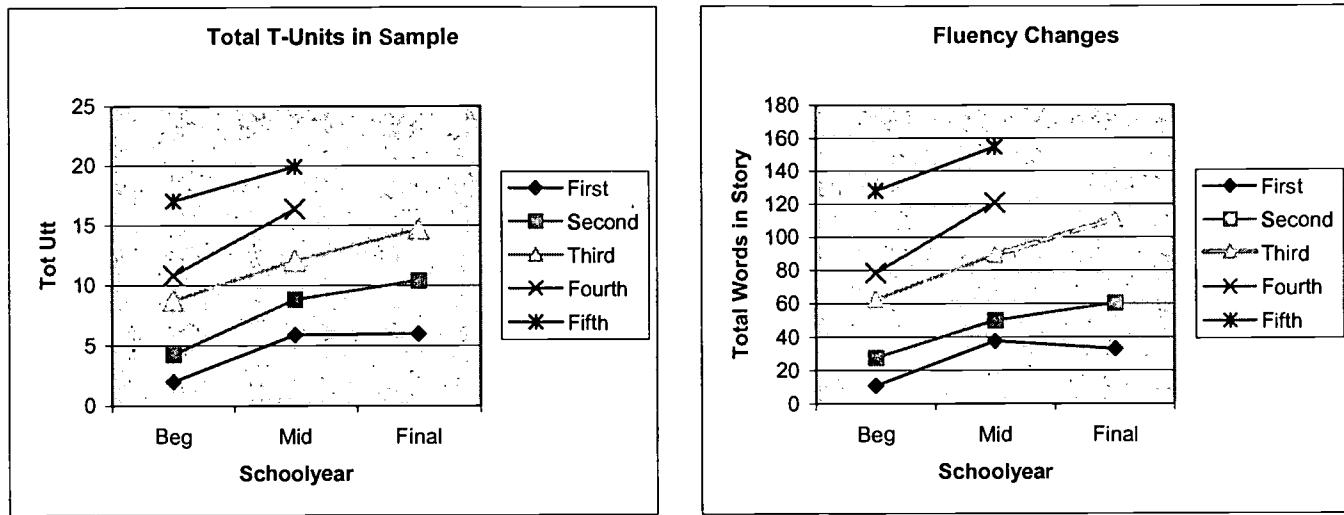 Total T-Units in Sample
25
20
15
10
5
0
Tot Utt
Beg Mid Final
Schoolyear
First
Second
Third
Fourth
Fifth
Fluency Changes
180
160
140
120
100
80
60
40
20
0
Total Words in Story
Beg Mid Final
Schoolyear
First
Second
Third
Fourth
Fifth